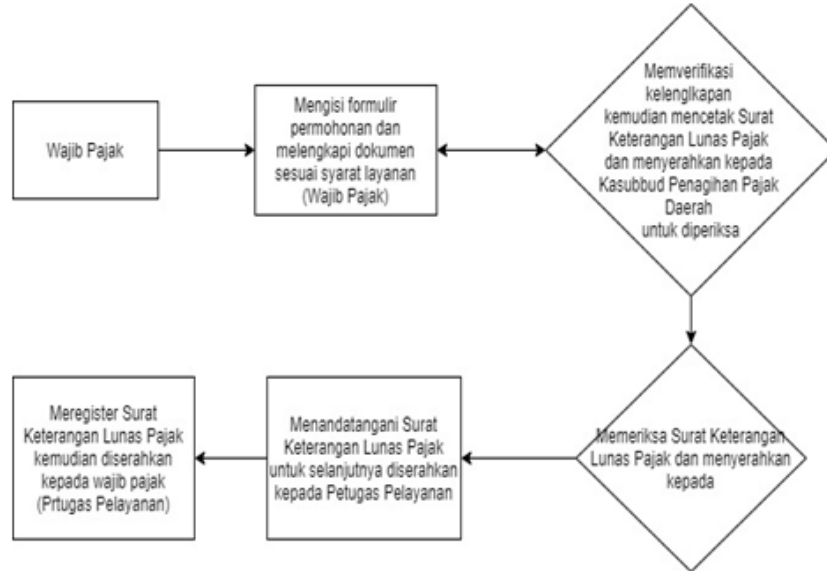 Wajib Pajak
Mengisi formulir
permohonan dan
melengkapi dokumen
sesuai syarat layanan
(Wajib Pajak)
Memverifikasi
kelenglkapan
kemudian mencetak Surat
Keterangan Lunas Pajak
dan menyerahkan kepada
Kasubbud Penagihan Pajak
Daerah
untuk diperiksa
Memeriksa Surat Keterangan
Lunas Pajak dan menyerahkan
kepada
Menandatangani Surat
Keterangan Lunas Pajak
untuk selanjutnya diserahkan
kepada Petugas Pelayanan
Meregister Surat
Keterangan Lunas Pajak
kemudian diserahkan
kepada wajib pajak
(Prtugas Pelayanan)